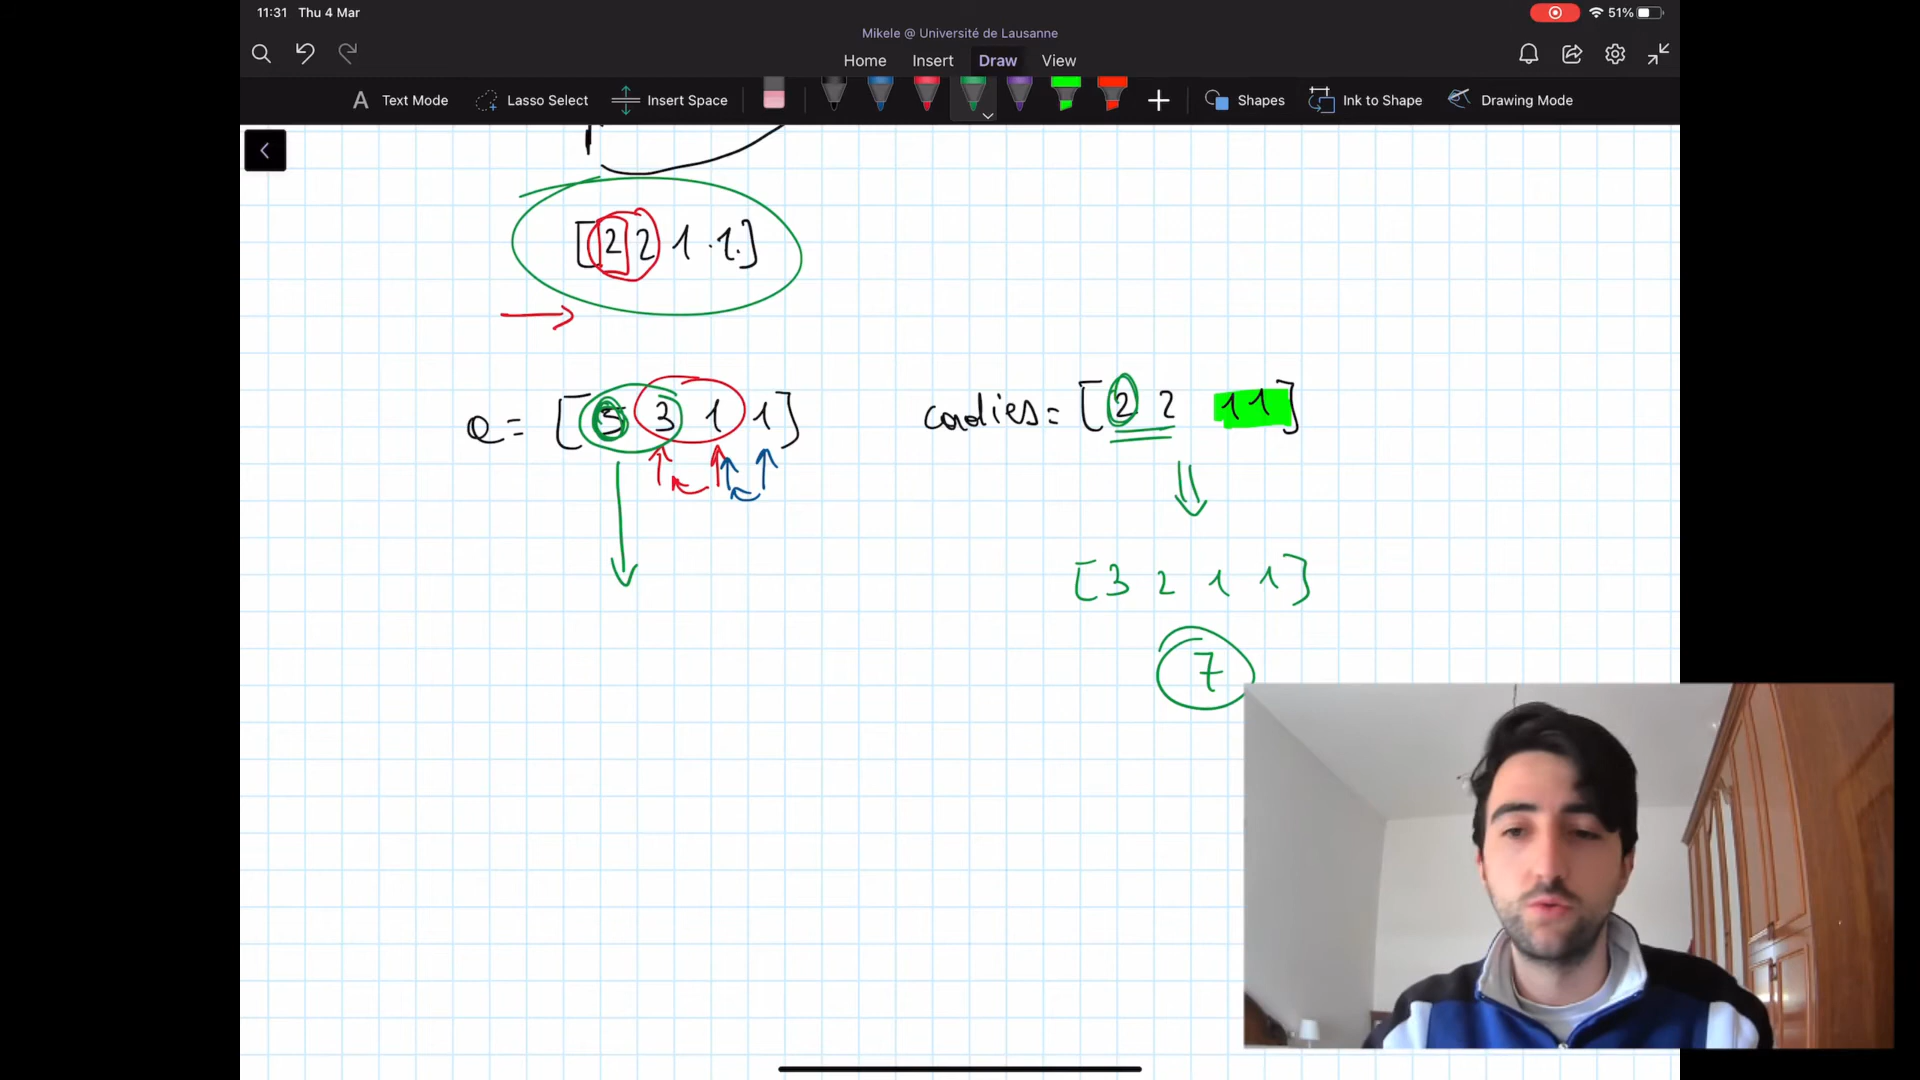 11:31 Thu 4 Mar
51%
Mikele @ Université de Lausanne
Home Insert Draw View
A Text Mode Lasso Select Insert Space Shapes Ink to Shape Drawing Mode
[2 2 1 1]
e = [5 3 1 1]
candies = [2 2 1 1]
[3 2 1 1]
7